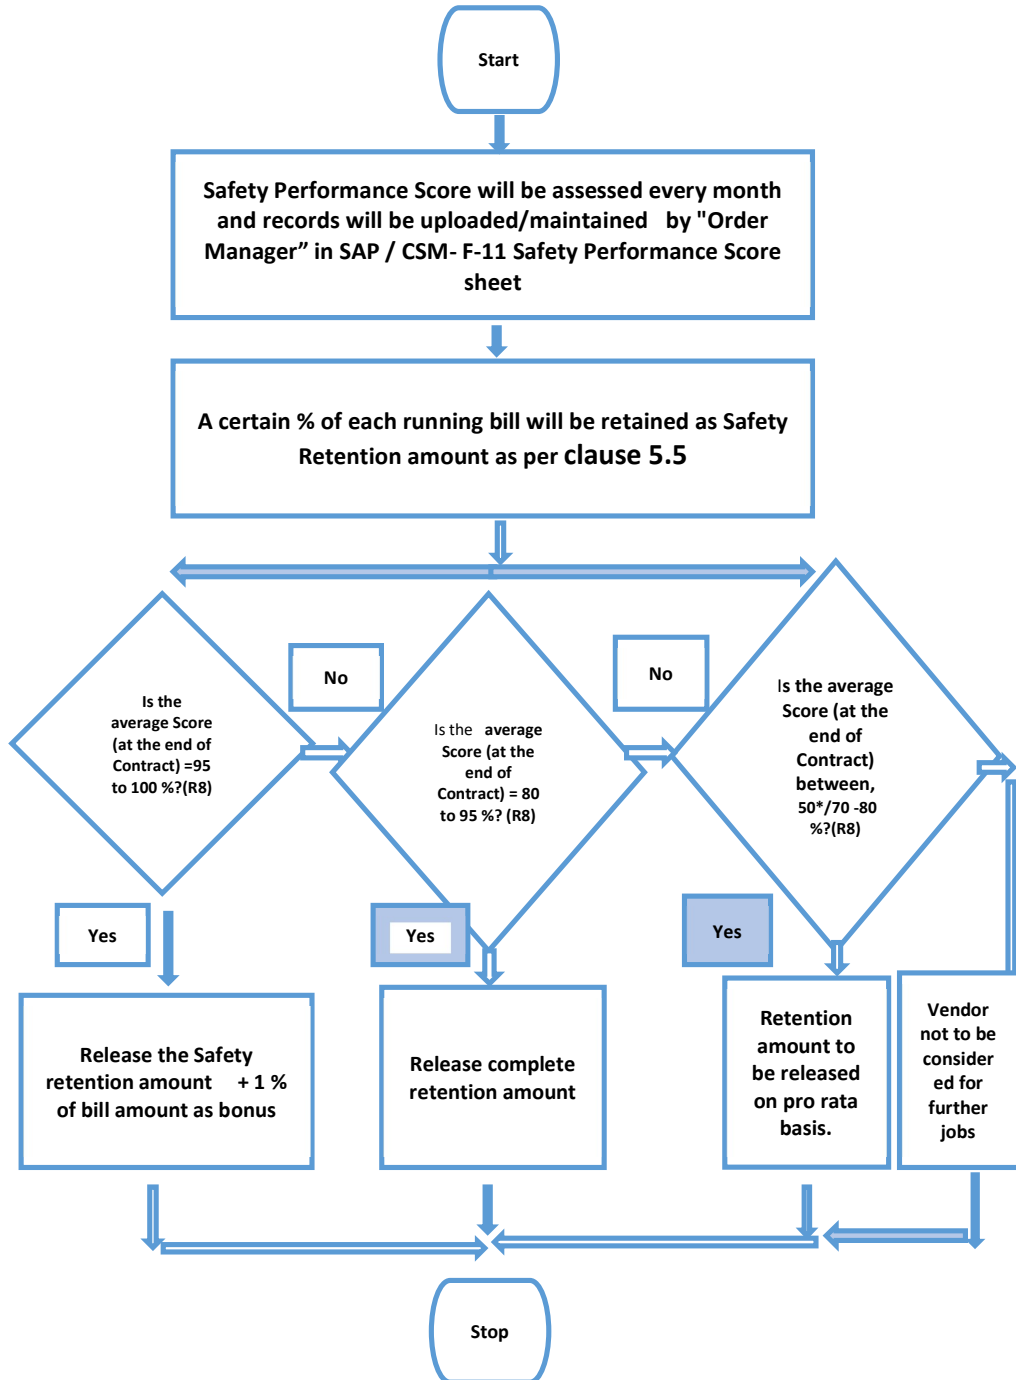 Start
Safety Performance Score will be assessed every month
and records will be uploaded/maintained by "Order
Manager” in SAP / CSM- F-11 Safety Performance Score
sheet
A certain % of each running bill will be retained as Safety
Retention amount as per clause 5.5
No
No
Is the
average Score
(at the end of
Contract) =95
to 100 %?(R8)
Is the average
Score (at the
end of
Contract) = 80
to 95 %? (R8)
Is the average
Score (at the
end of
Contract)
between,
50*/70 -80
%?(R8)
Yes
Yes
Yes
Release the Safety
retention amount + 1 %
of bill amount as bonus
Release complete
retention amount
Retention
amount to
be released
on pro rata
basis.
Vendor
not to be
consider
ed for
further
jobs
Stop